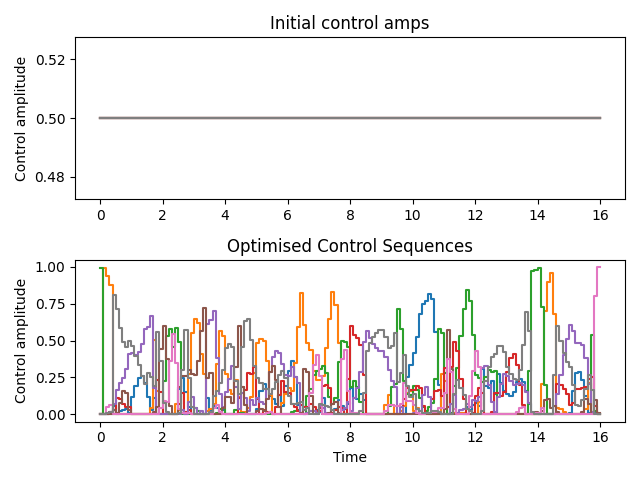 Initial control amps
Control amplitude
0.52
0.50
0.48
0 2 4 6 8 10 12 14 16
Optimised Control Sequences
Control amplitude
1.00
0.75
0.50
0.25
0.00
0 2 4 6 8 10 12 14 16
Time